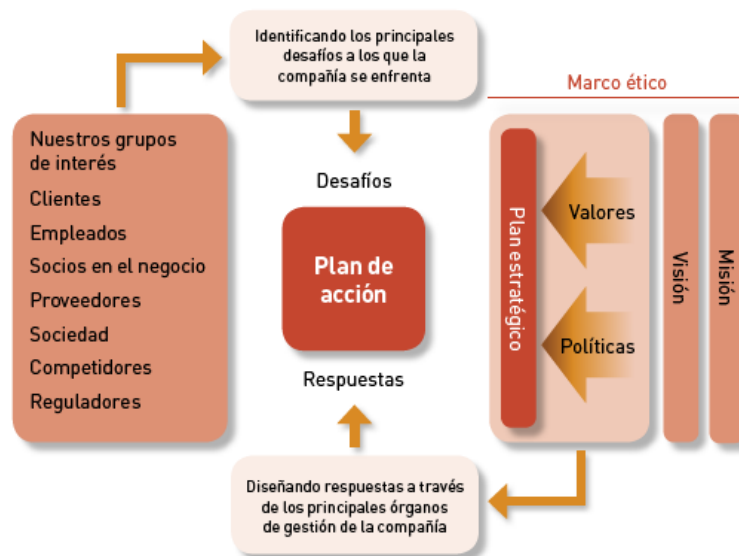 Identificando los principales
desafíos a los que la
compañía se enfrenta
Marco ético
Nuestros grupos
de interés
Clientes
Empleados
Socios en el negocio
Proveedores
Sociedad
Competidores
Reguladores
Desafíos
Plan de
acción
Respuestas
Plan estratégico
Valores
Políticas
Visión
Misión
Diseñando respuestas a través
de los principales órganos
de gestión de la compañía